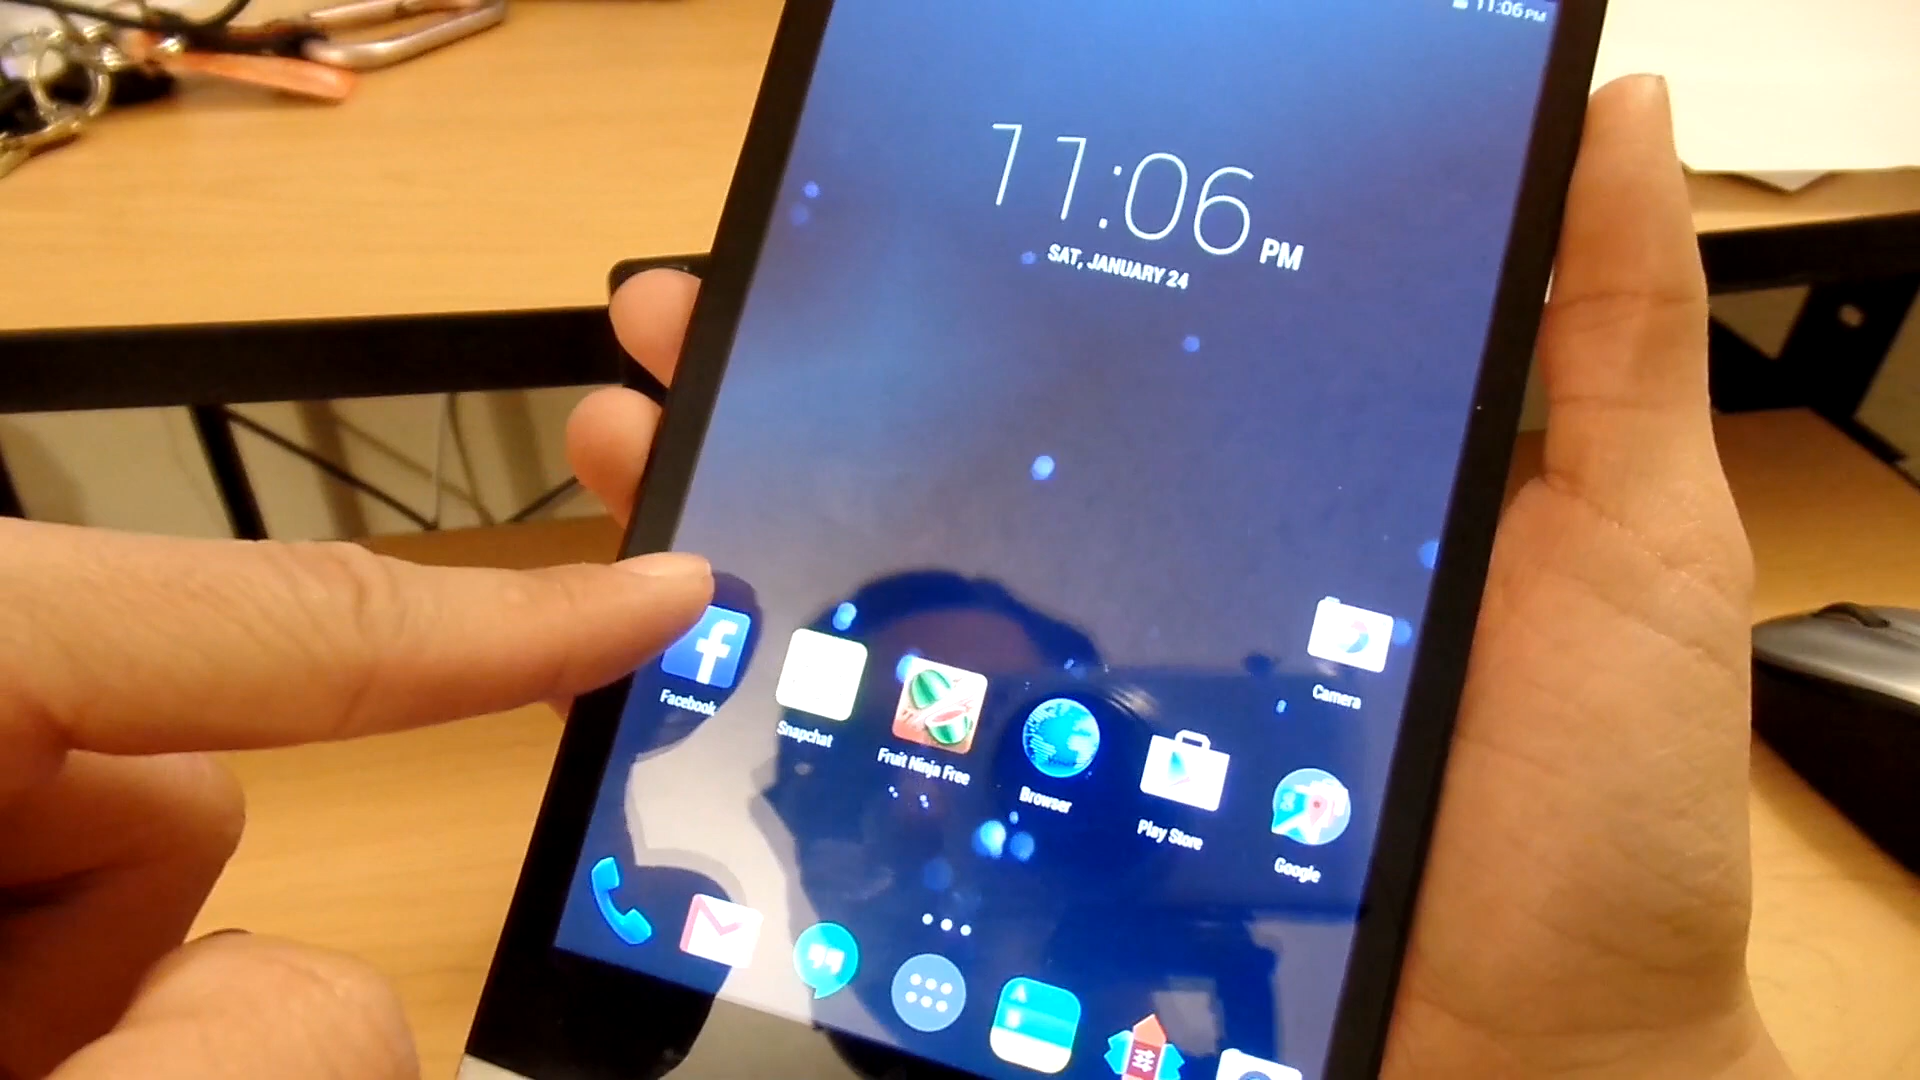 11:06 PM
11:06 PM
SAT, JANUARY 24
Camera
Facebook
Snapchat
Fruit Ninja Free
Browser
Play Store
Google